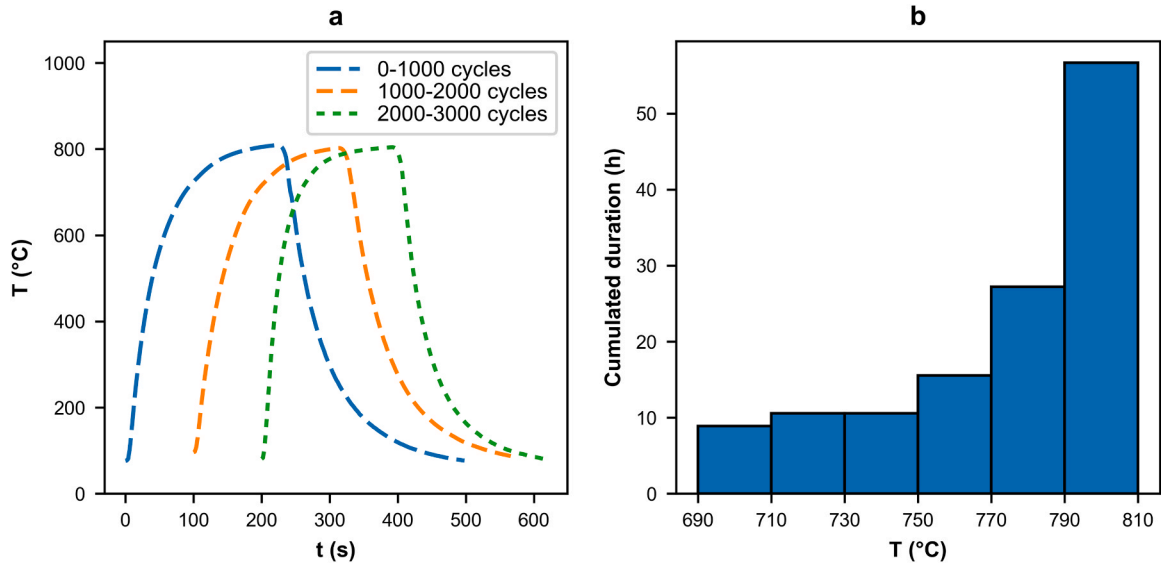 a
1000
800
600
400
200
0
T (°C)
0-1000 cycles
1000-2000 cycles
2000-3000 cycles
0 100 200 300 400 500 600
t (s)
b
50
40
30
20
10
0
Cumulated duration (h)
690 710 730 750 770 790 810
T (°C)